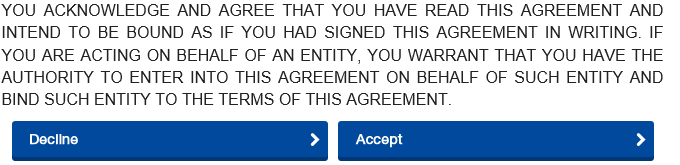 YOU ACKNOWLEDGE AND AGREE THAT YOU HAVE READ THIS AGREEMENT AND
INTEND TO BE BOUND AS IF YOU HAD SIGNED THIS AGREEMENT IN WRITING. IF
YOU ARE ACTING ON BEHALF OF AN ENTITY, YOU WARRANT THAT YOU HAVE THE
AUTHORITY TO ENTER INTO THIS AGREEMENT ON BEHALF OF SUCH ENTITY AND
BIND SUCH ENTITY TO THE TERMS OF THIS AGREEMENT.
Decline
Accept